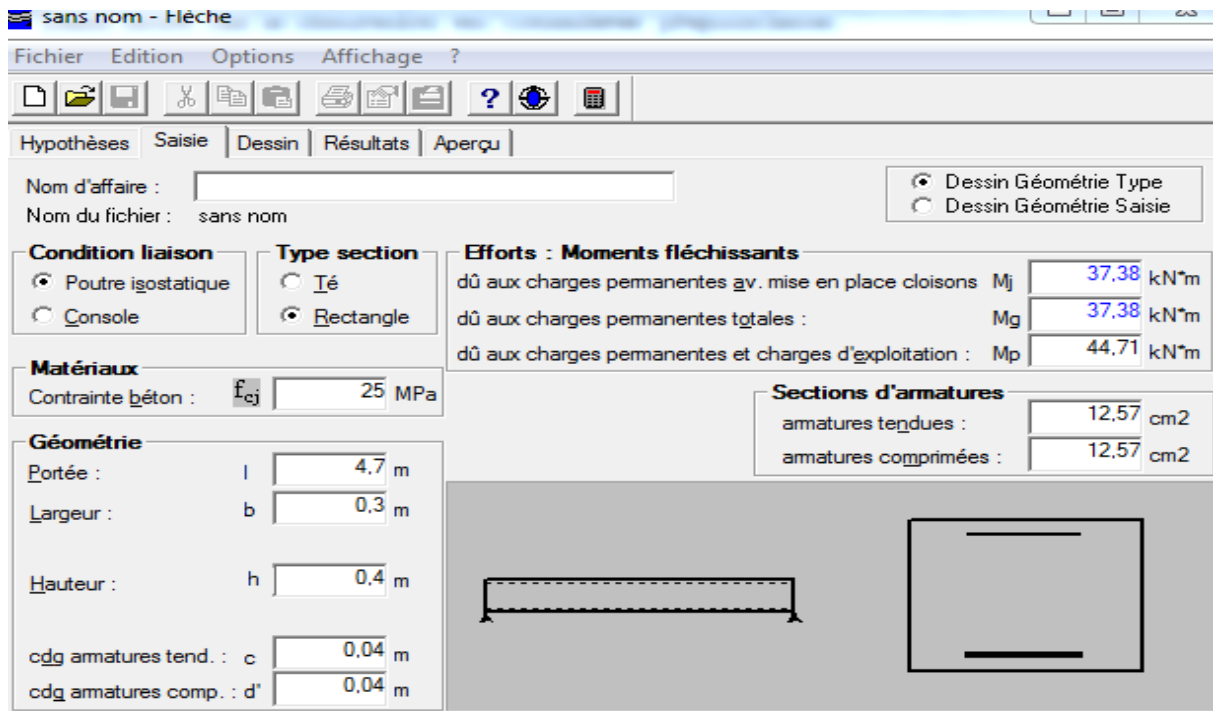 sans nom - Flèche
Fichier Edition Options Affichage ?
Hypothèses Saisie Dessin Résultats Aperçu
Nom d'affaire :
Nom du fichier : sans nom
Dessin Géométrie Type
Dessin Géométrie Saisie
Condition liaison
Poutre isostatique
Console
Type section
Té
Rectangle
Efforts : Moments fléchissants
dû aux charges permanentes av. mise en place cloisons Mj 37,38 kN*m
dû aux charges permanentes totales : Mg 37,38 kN*m
dû aux charges permanentes et charges d'exploitation : Mp 44,71 kN*m
Matériaux
Contrainte béton : fcj 25 MPa
Sections d'armatures
armatures tendues : 12,57 cm2
armatures comprimées : 12,57 cm2
Géométrie
Portée : l 4,7 m
Largeur : b 0,3 m
Hauteur : h 0,4 m
cdg armatures tend. : c 0,04 m
cdg armatures comp. : d' 0,04 m